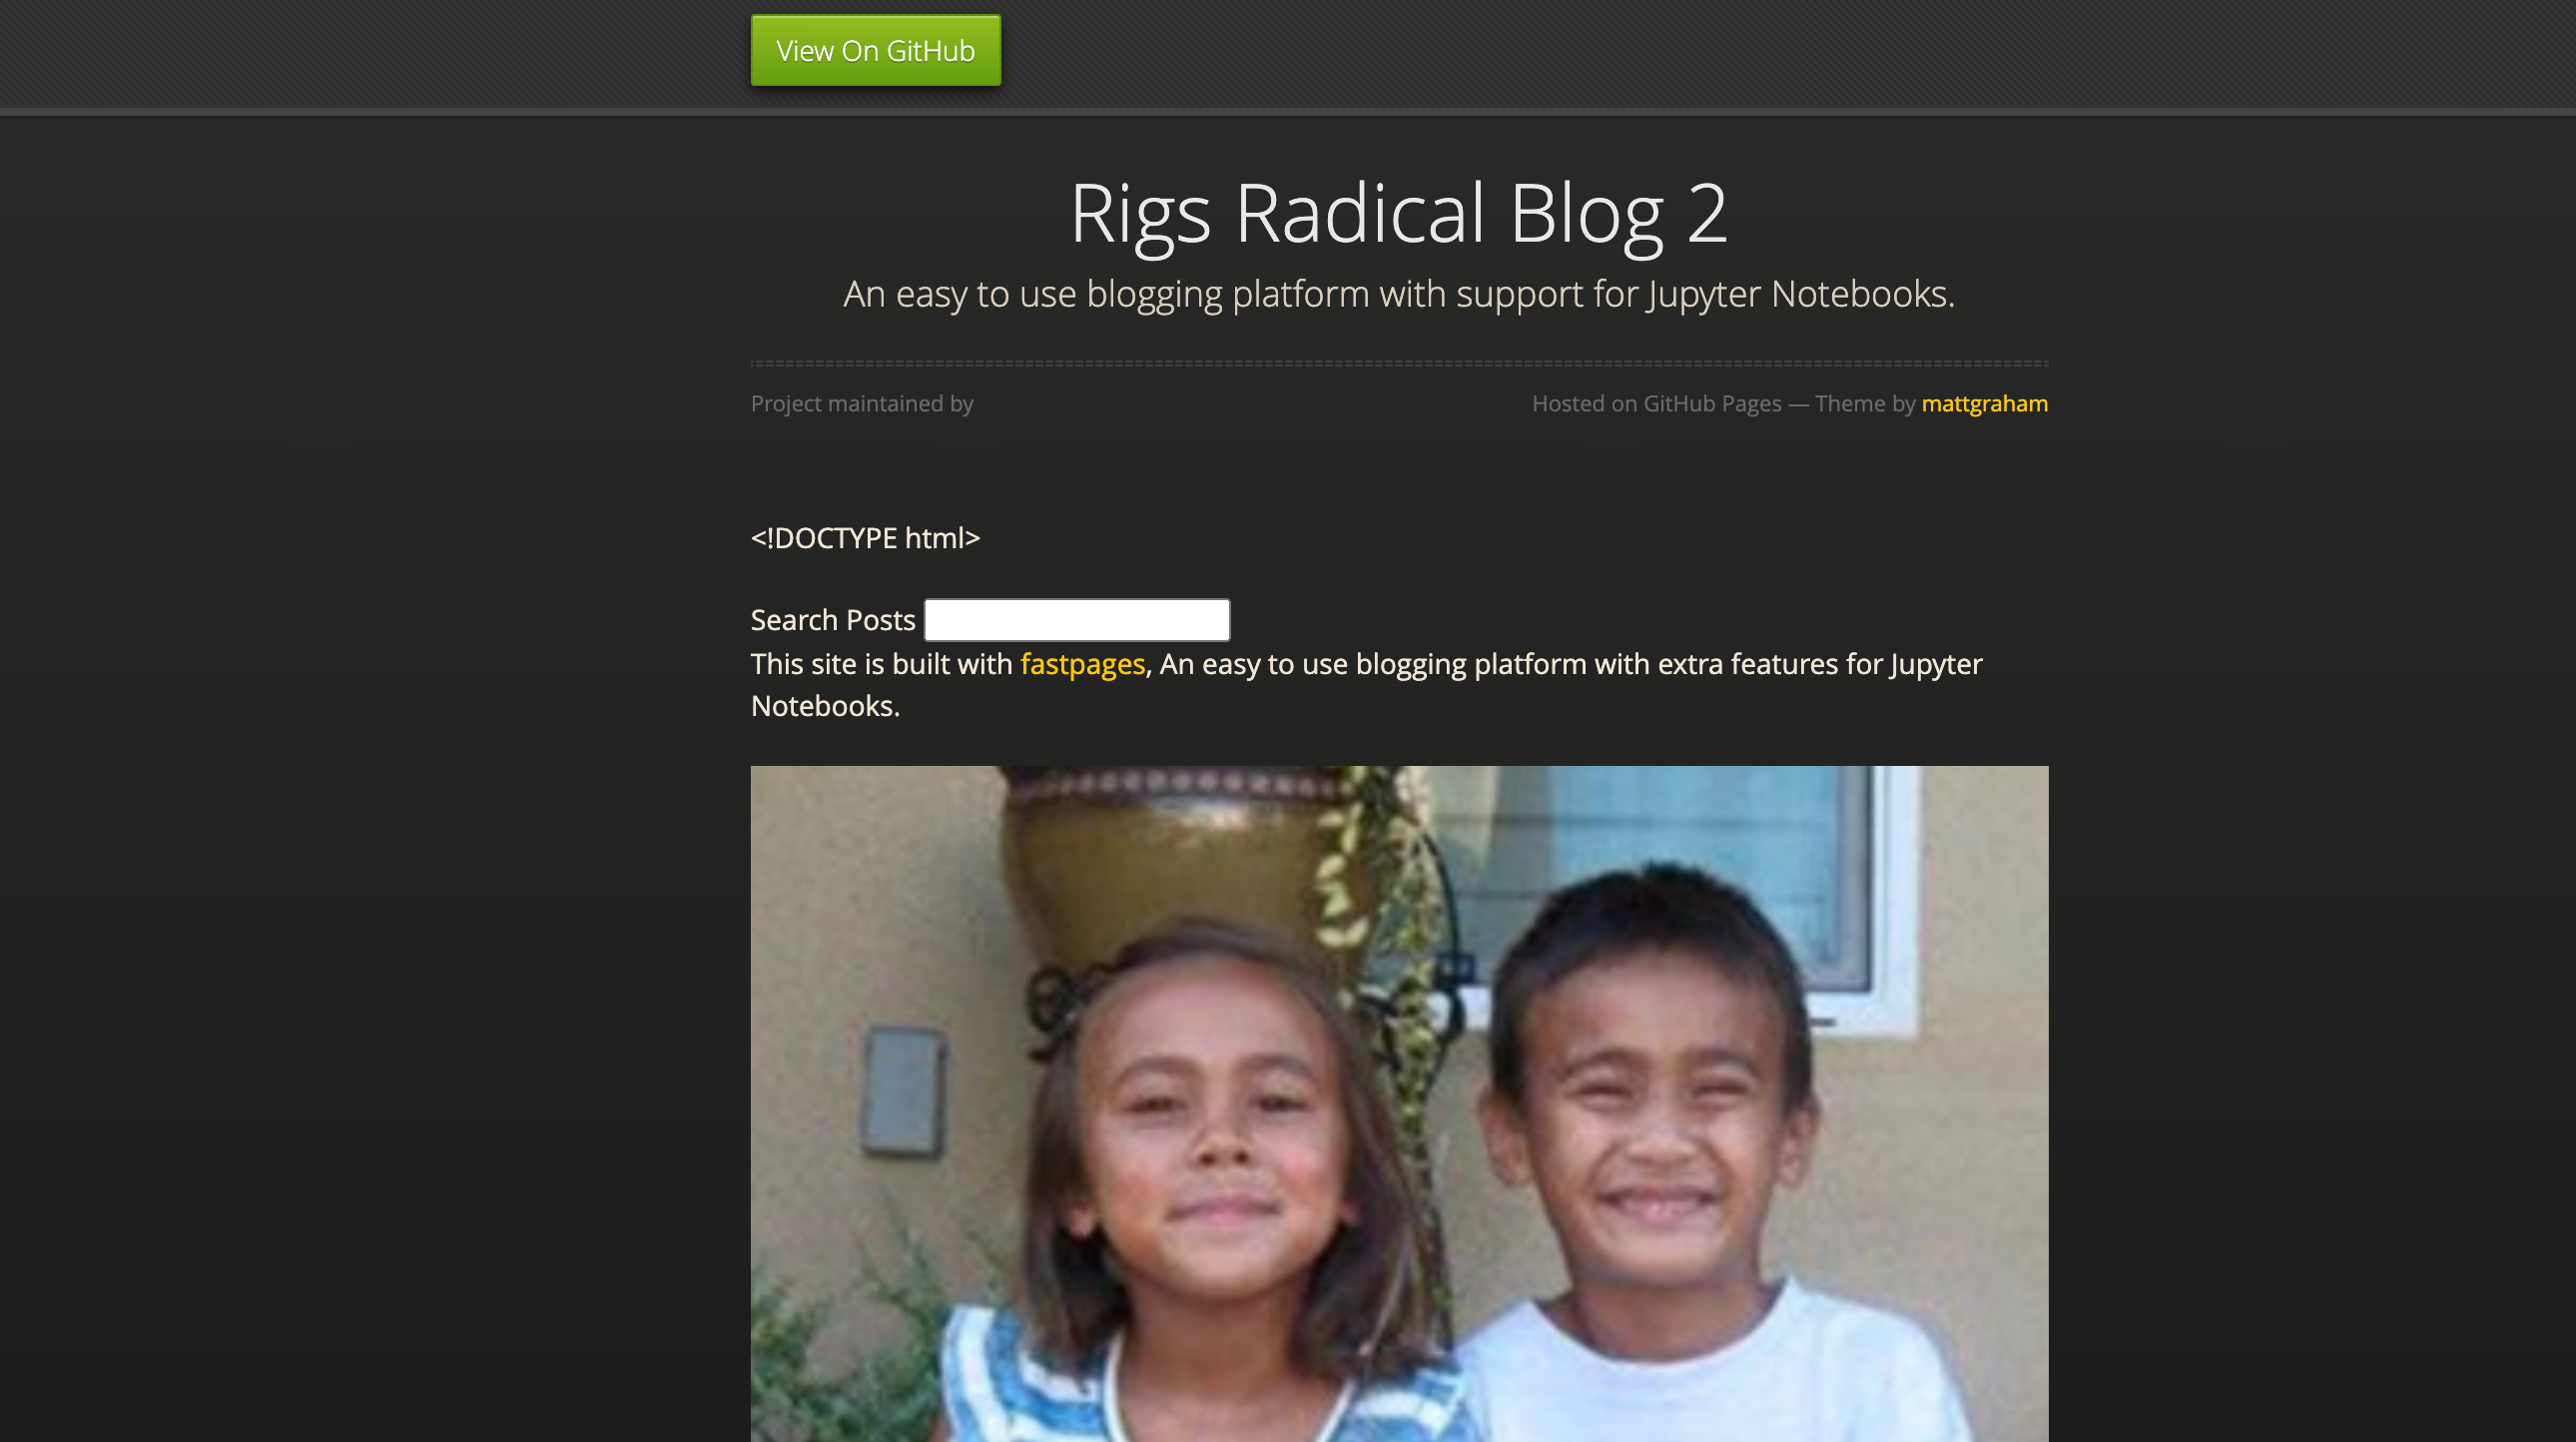 View On GitHub
Rigs Radical Blog 2
An easy to use blogging platform with support for Jupyter Notebooks.
Project maintained by
Hosted on GitHub Pages — Theme by mattgraham
<!DOCTYPE html>
Search Posts
This site is built with fastpages, An easy to use blogging platform with extra features for Jupyter
Notebooks.